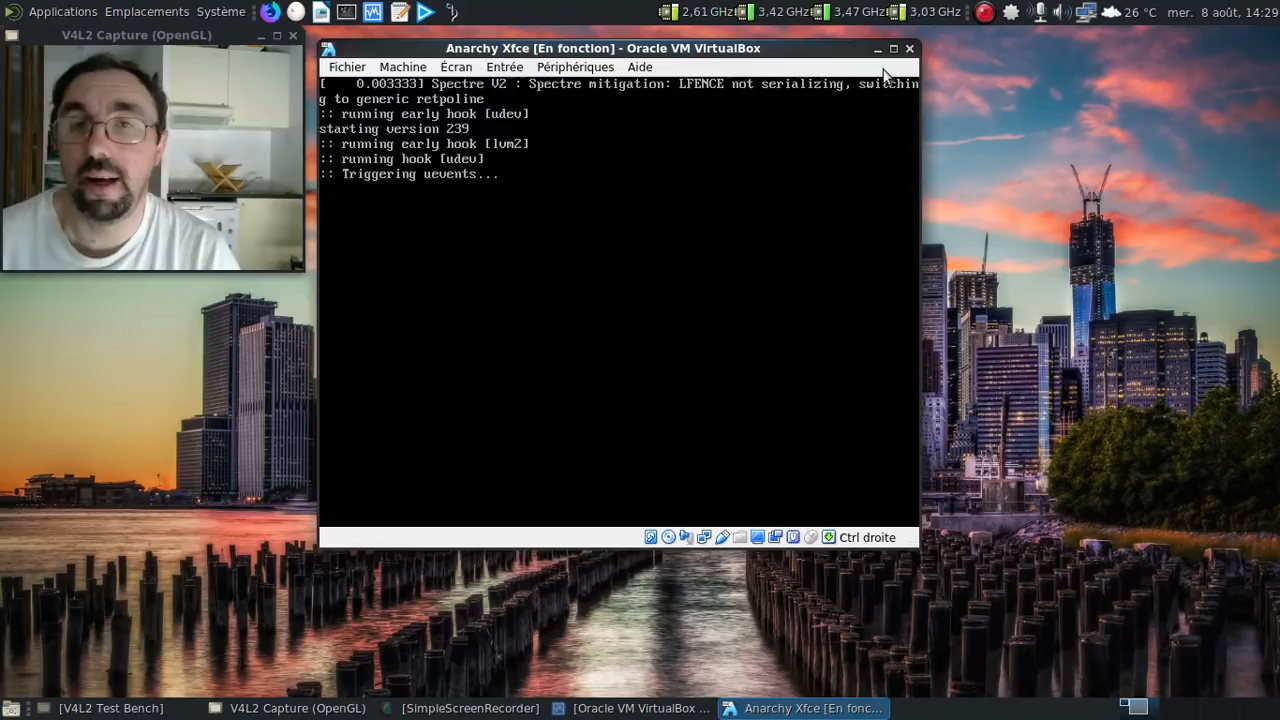 Applications Emplacements Système
2,61 GHz 3,42 GHz 3,47 GHz 3,03 GHz 26 °C mer. 8 août, 14:29
V4L2 Capture (OpenGL)
Anarchy Xfce [En fonction] - Oracle VM VirtualBox
Fichier Machine Écran Entrée Périphériques Aide
[    0.003333] Spectre V2 : Spectre mitigation: LFENCE not serializing, switchin
g to generic retpoline
:: running early hook [udev]
starting version 239
:: running early hook [lvm2]
:: running hook [udev]
:: Triggering uevents...
Ctrl droite
[V4L2 Test Bench] V4L2 Capture (OpenGL) [SimpleScreenRecorder] [Oracle VM VirtualBox ... Anarchy Xfce [En fonc...